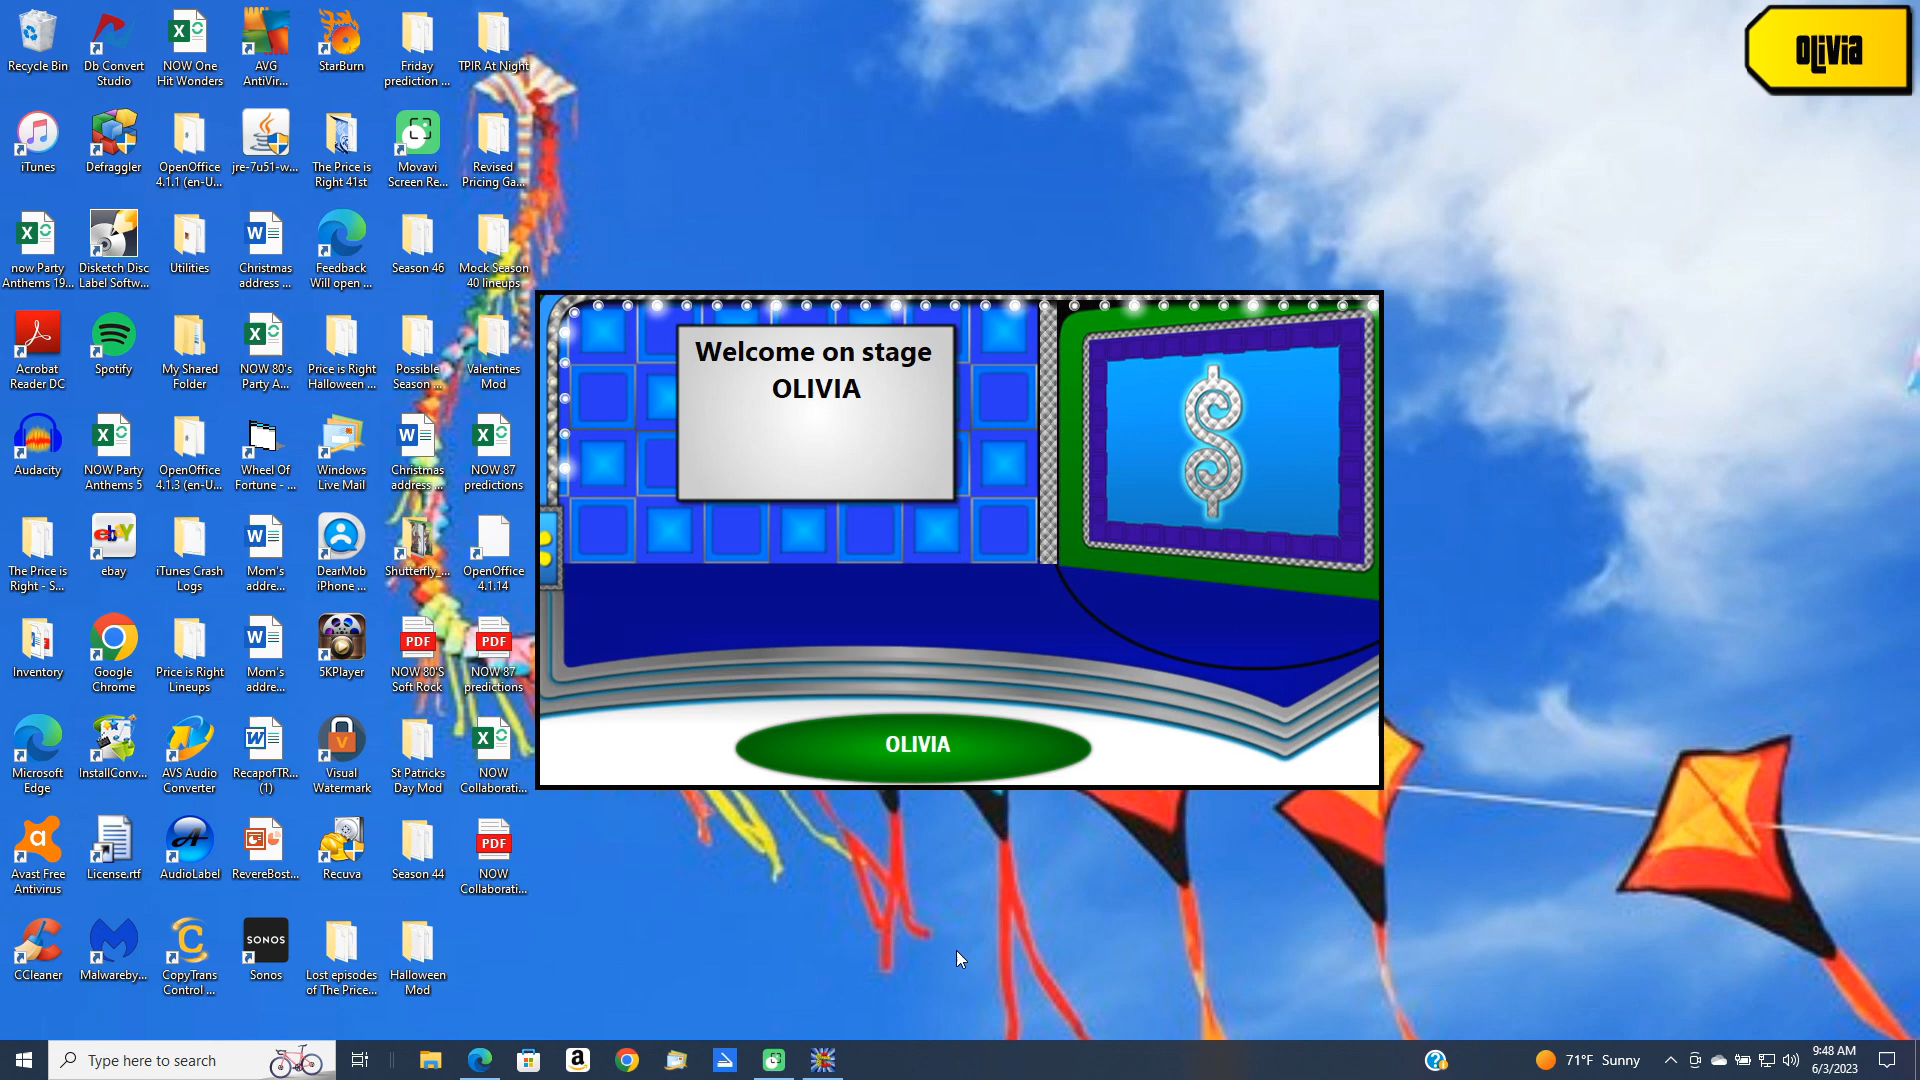 Recycle Bin
Db Convert
Studio
NOW One
Hit Wonders
AVG
AntiVir...
StarBurn
Friday
prediction ...
TPIR At Night
OLIVIA
iTunes
Defraggler
OpenOffice
4.1.1 (en-U...
jre-7u51-w...
The Price is
Right 41st
Movavi
Screen Re...
Revised
Pricing Ga...
now Party
Anthems 19...
Disketch Disc
Label Softw...
Utilities
Christmas
address ...
Feedback
Will open ...
Season 46
Mock Season
40 lineups
Welcome on stage
OLIVIA
Acrobat
Reader DC
Spotify
My Shared
Folder
NOW 80's
Party A...
Price is Right
Halloween ...
Possible
Season ...
Valentines
Mod
Audacity
NOW Party
Anthems 5
OpenOffice
4.1.3 (en-U...
Wheel Of
Fortune - ...
Windows
Live Mail
Christmas
address ...
NOW 87
predictions
The Price is
Right - S...
ebay
ebay
iTunes Crash
Logs
Mom's
addre...
DearMob
iPhone ...
Shutterfly_...
OpenOffice
4.1.14
Inventory
Google
Chrome
Price is Right
Lineups
Mom's
addre...
5KPlayer
PDF
NOW 80'S
Soft Rock
PDF
NOW 87
predictions
OLIVIA
Microsoft
Edge
InstallConv...
AVS Audio
Converter
RecapofTR...
(1)
Visual
Watermark
St Patricks
Day Mod
NOW
Collaborati...
Avast Free
Antivirus
License.rtf
AudioLabel
RevereBost...
Recuva
Season 44
PDF
NOW
Collaborati...
CCleaner
Malwareby...
CopyTrans
Control ...
SONOS
Sonos
Lost episodes
of The Price...
Halloween
Mod
Type here to search
71°F Sunny
9:48 AM
6/3/2023